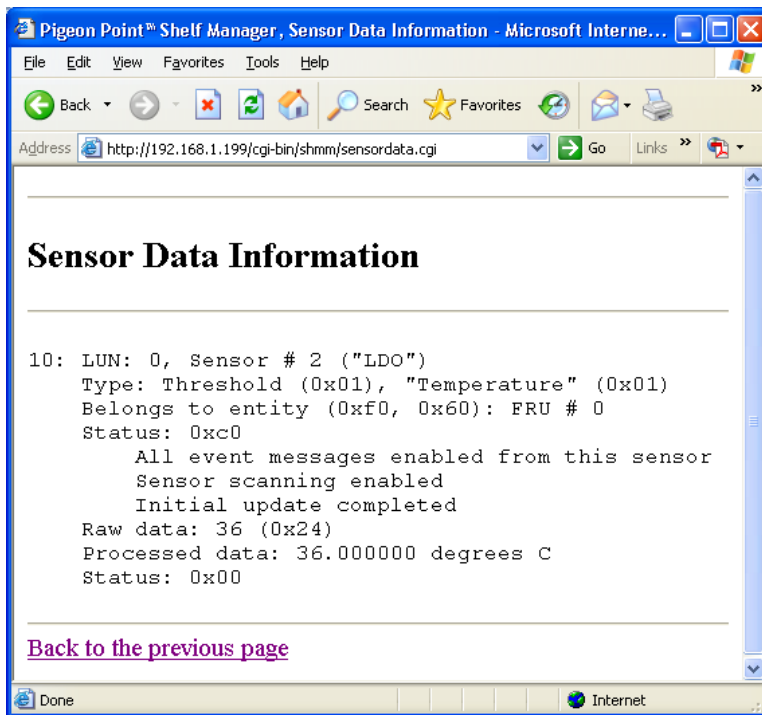 Pigeon Point™ Shelf Manager, Sensor Data Information - Microsoft Interne...
File Edit View Favorites Tools Help
Back Search Favorites »
Address http://192.168.1.199/cgi-bin/shmm/sensordata.cgi Go Links »
Sensor Data Information
10: LUN: 0, Sensor # 2 ("LDO")
Type: Threshold (0x01), "Temperature" (0x01)
Belongs to entity (0xf0, 0x60): FRU # 0
Status: 0xc0
All event messages enabled from this sensor
Sensor scanning enabled
Initial update completed
Raw data: 36 (0x24)
Processed data: 36.000000 degrees C
Status: 0x00
Back to the previous page
Done Internet